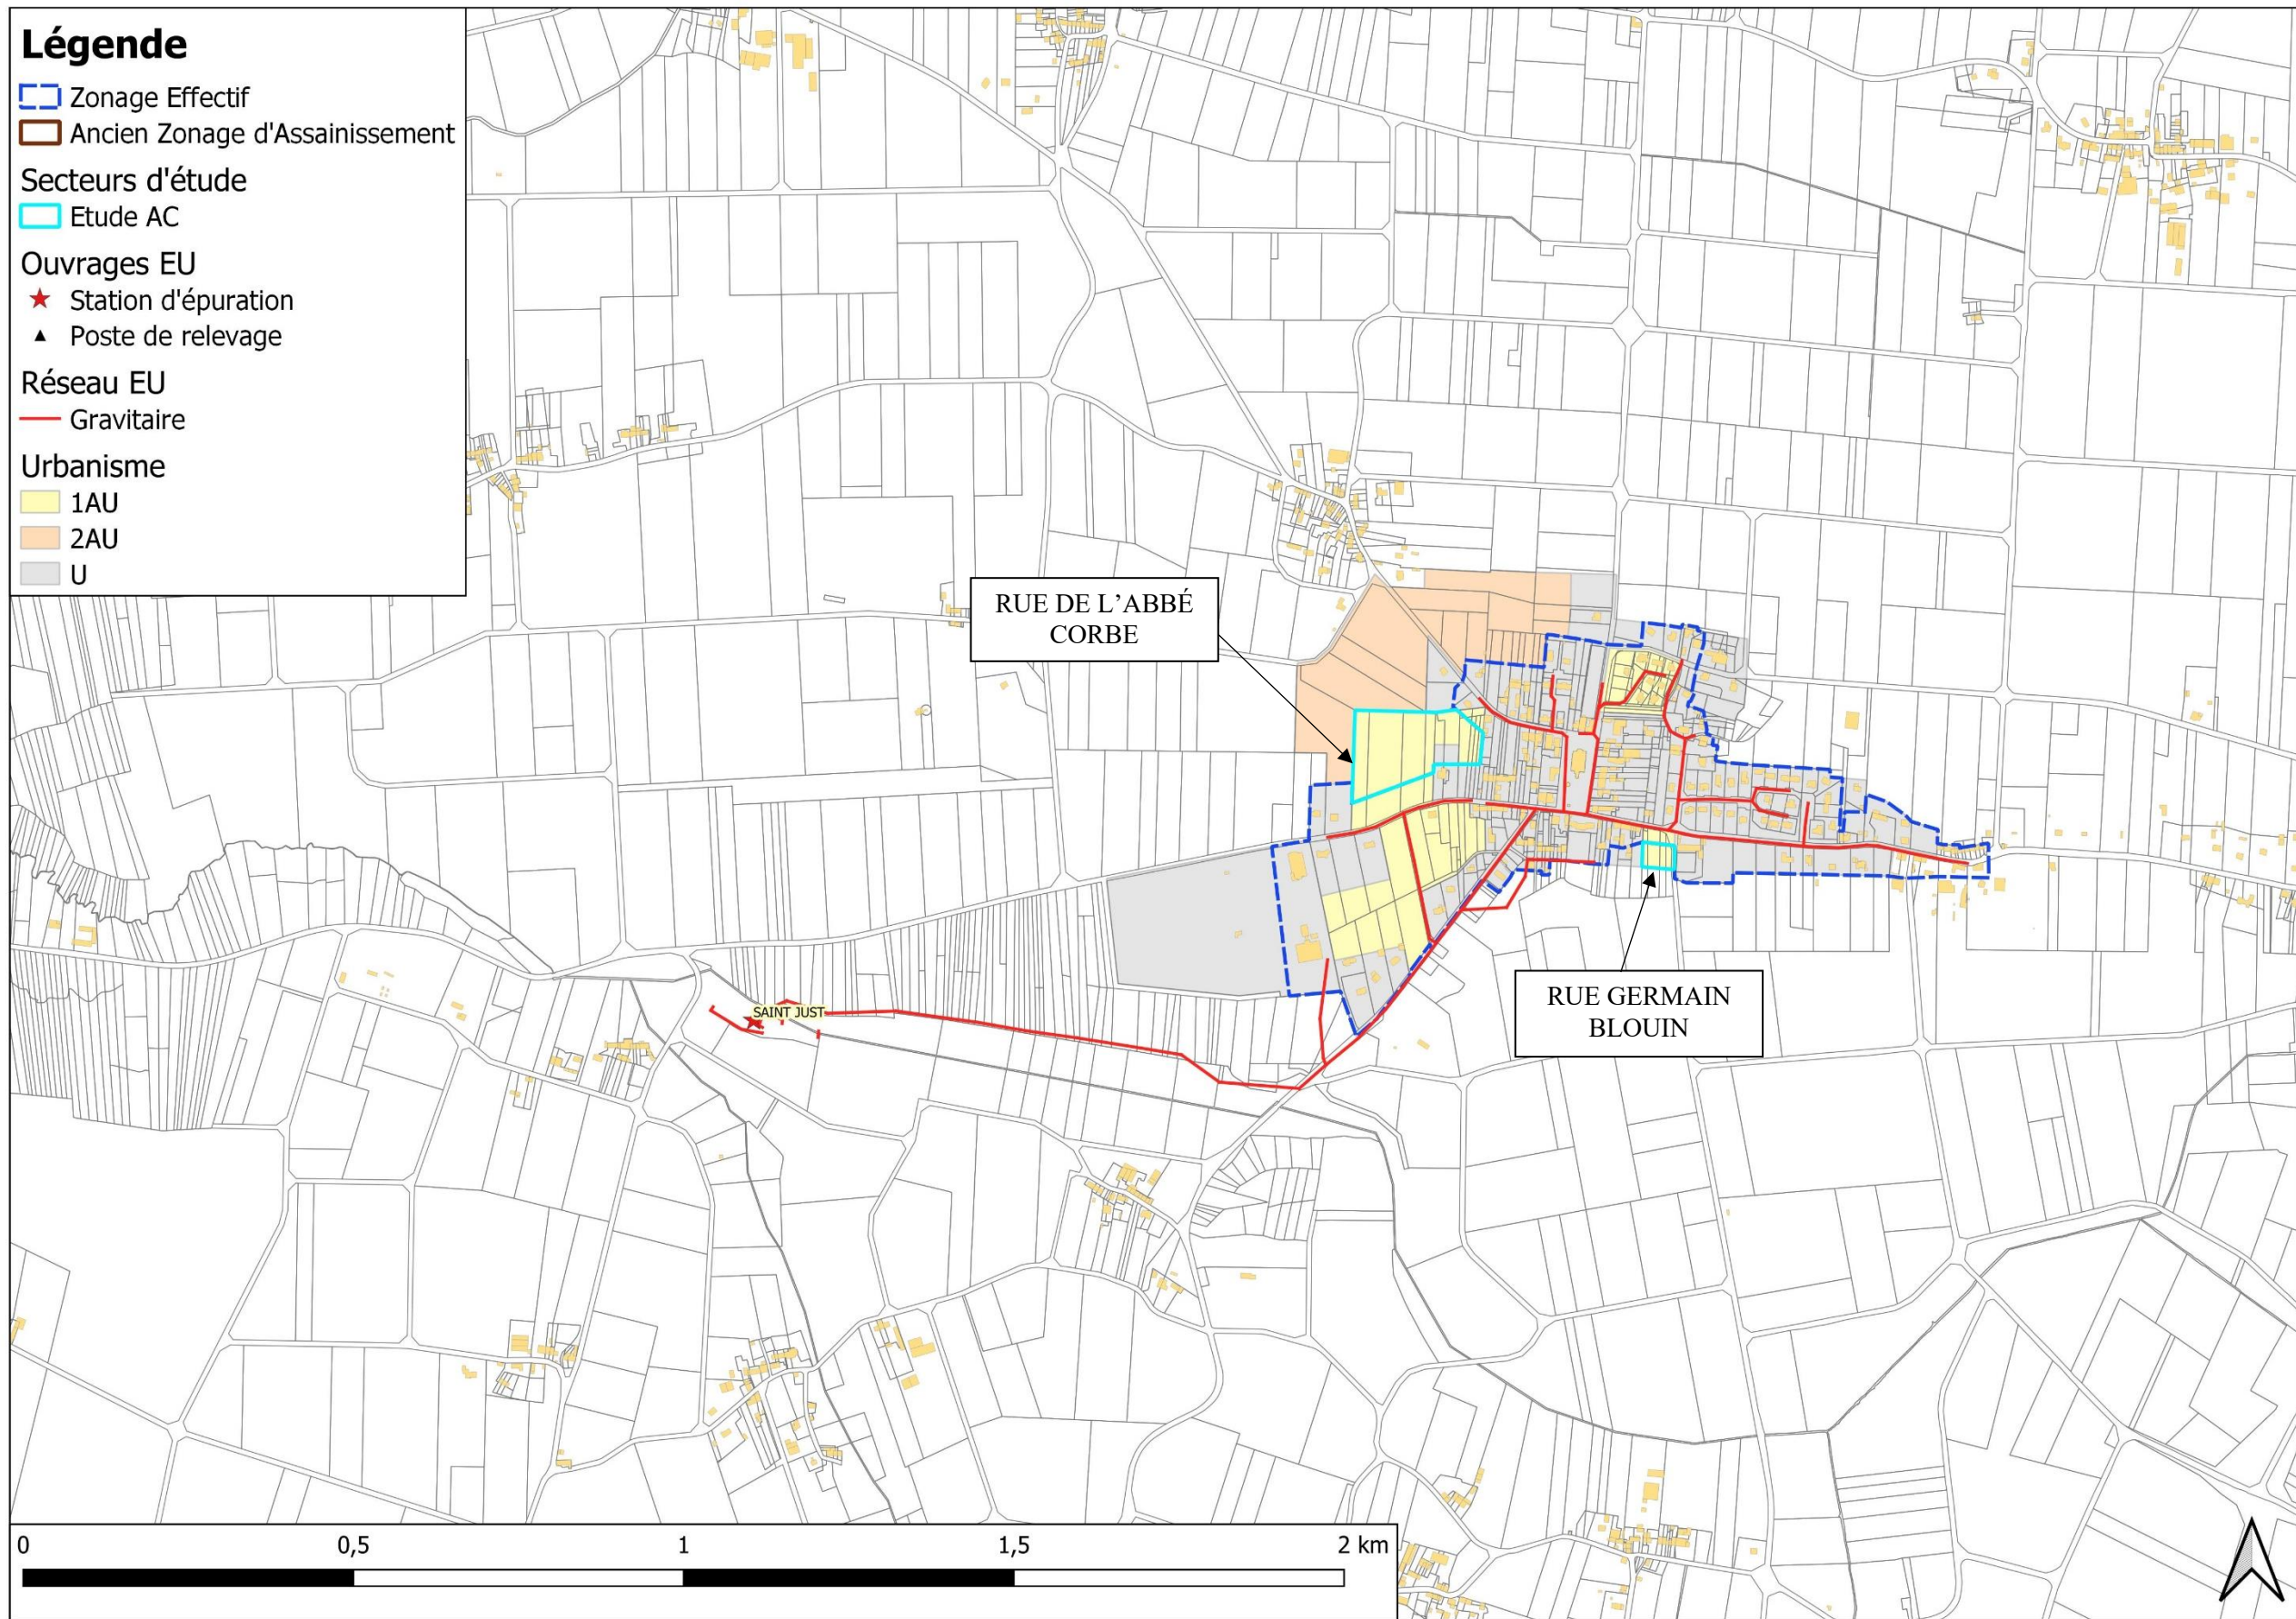 Légende
Zonage Effectif
Ancien Zonage d'Assainissement
Secteurs d'étude
Etude AC
Ouvrages EU
Station d'épuration
Poste de relevage
Réseau EU
Gravitaire
Urbanisme
1AU
2AU
U
RUE DE L'ABBÉ
CORBE
RUE GERMAIN
BLOUIN
SAINT JUST
0 0,5 1 1,5 2 km